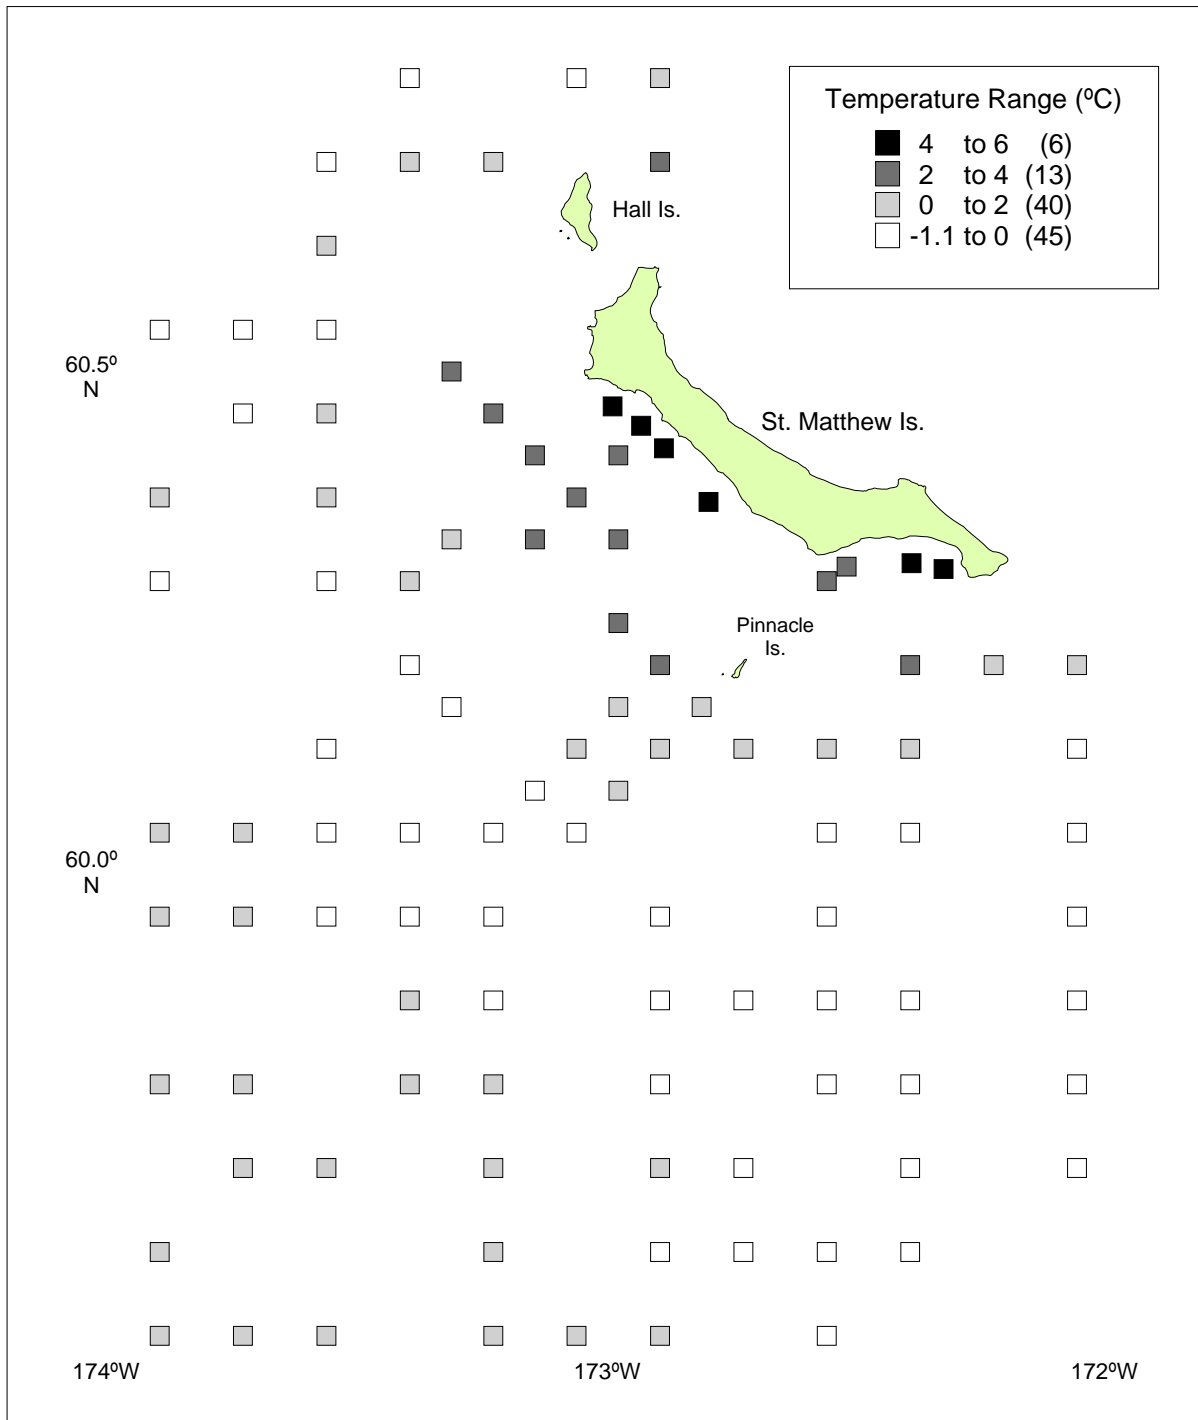 Temperature Range (ºC)
4 to 6 (6)
2 to 4 (13)
0 to 2 (40)
-1.1 to 0 (45)
Hall Is.
60.5º
N
St. Matthew Is.
Pinnacle
Is.
60.0º
N
174ºW 173ºW 172ºW